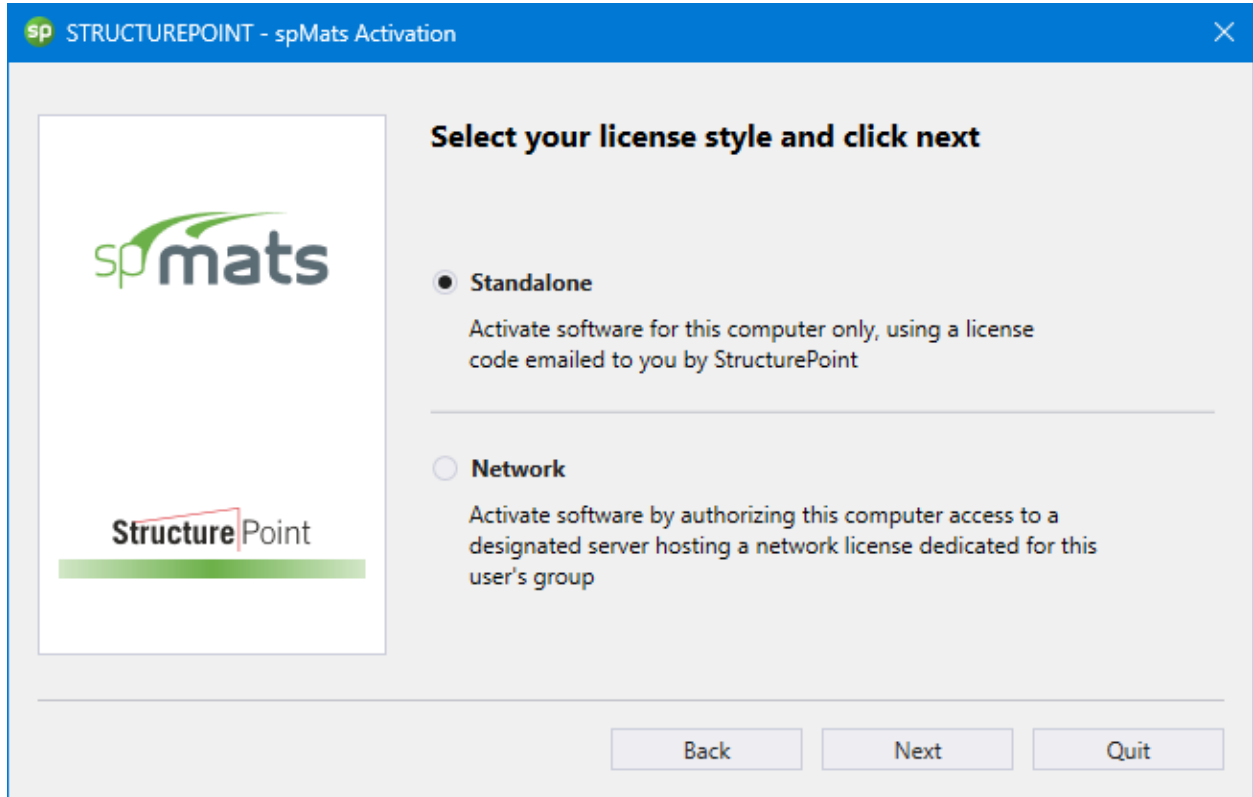 STRUCTUREPOINT - spMats Activation
spmats
StructurePoint
Select your license style and click next
Standalone
Activate software for this computer only, using a license
code emailed to you by StructurePoint
Network
Activate software by authorizing this computer access to a
designated server hosting a network license dedicated for this
user's group
Back
Next
Quit